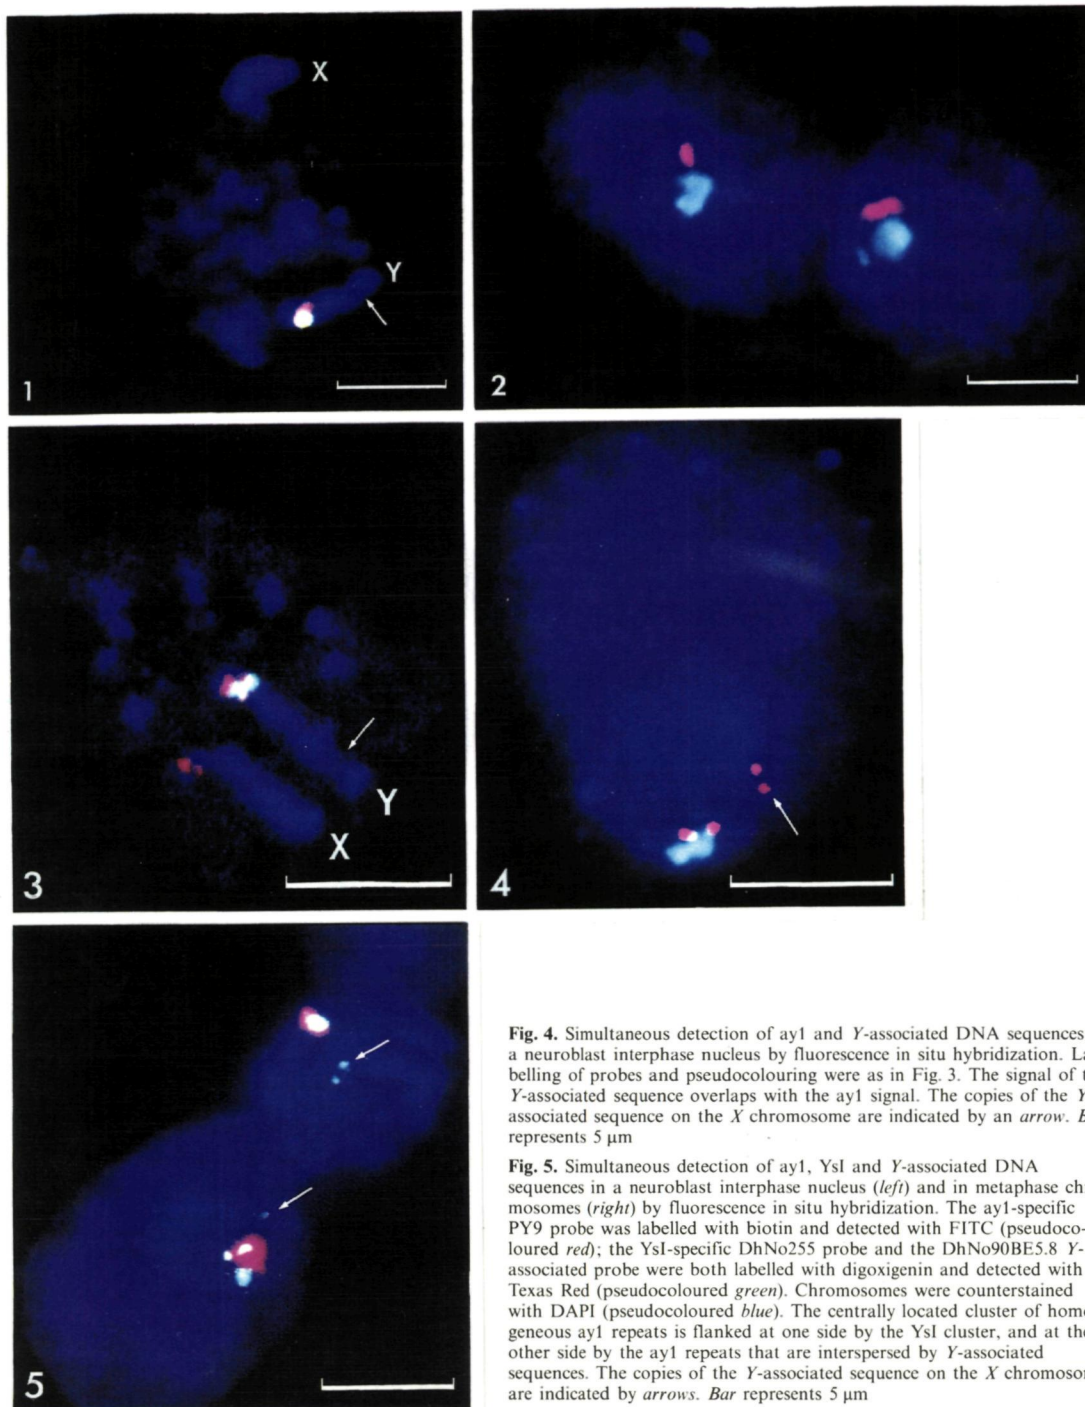 X
Y
1
2
3
Y
X
4
5
Fig. 4. Simultaneous detection of ay1 and Y-associated DNA sequences
a neuroblast interphase nucleus by fluorescence in situ hybridization. La
belling of probes and pseudocolouring were as in Fig. 3. The signal of t
Y-associated sequence overlaps with the ay1 signal. The copies of the Y
associated sequence on the X chromosome are indicated by an arrow. B
represents 5 µm
Fig. 5. Simultaneous detection of ay1, YsI and Y-associated DNA
sequences in a neuroblast interphase nucleus (left) and in metaphase chr
mosomes (right) by fluorescence in situ hybridization. The ay1-specific
PY9 probe was labelled with biotin and detected with FITC (pseudoco-
loured red); the YsI-specific DhNo255 probe and the DhNo90BE5.8 Y-
associated probe were both labelled with digoxigenin and detected with
Texas Red (pseudocoloured green). Chromosomes were counterstained
with DAPI (pseudocoloured blue). The centrally located cluster of homo
geneous ay1 repeats is flanked at one side by the YsI cluster, and at the
other side by the ay1 repeats that are interspersed by Y-associated
sequences. The copies of the Y-associated sequence on the X chromoso
are indicated by arrows. Bar represents 5 µm